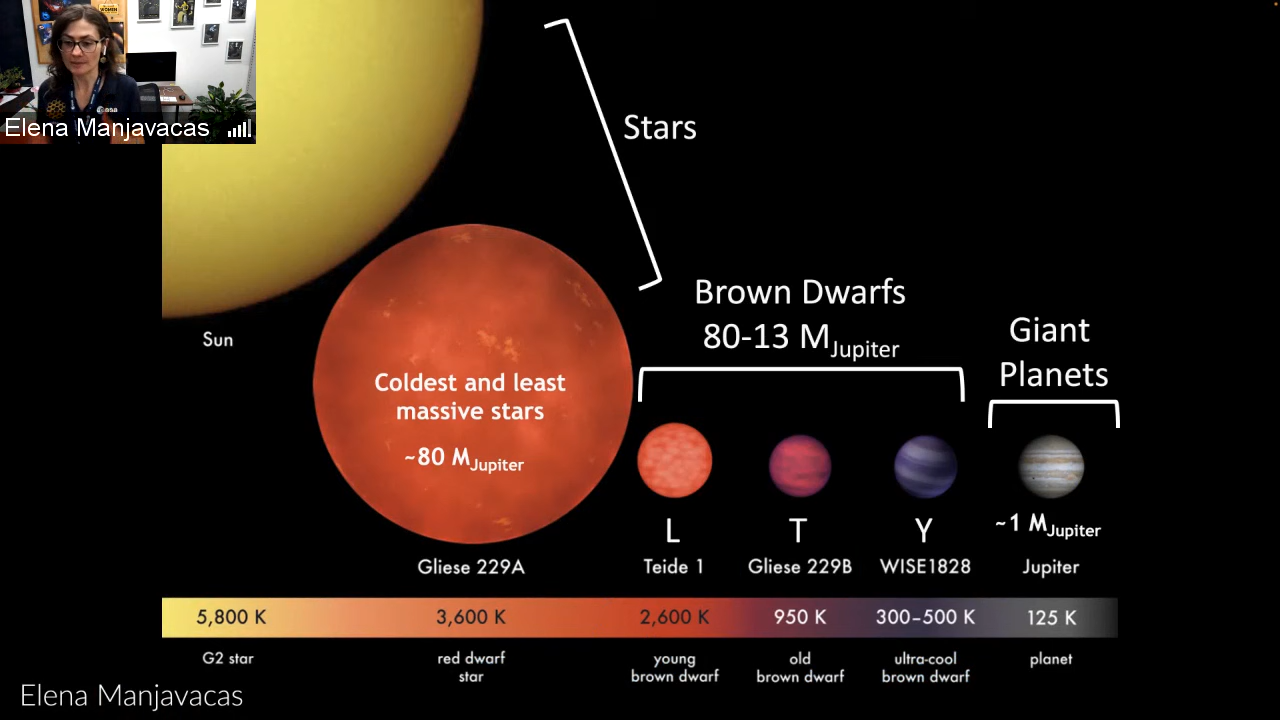 Elena Manjavacas
Stars
Brown Dwarfs
80-13 MJupiter
Giant
Planets
Sun
Coldest and least
massive stars
~80 MJupiter
L
T
Y
~1 MJupiter
Gliese 229A
Teide 1
Gliese 229B
WISE1828
Jupiter
5,800 K
3,600 K
2,600 K
950 K
300–500 K
125 K
G2 star
red dwarf
star
young
brown dwarf
old
brown dwarf
ultra-cool
brown dwarf
planet
Elena Manjavacas